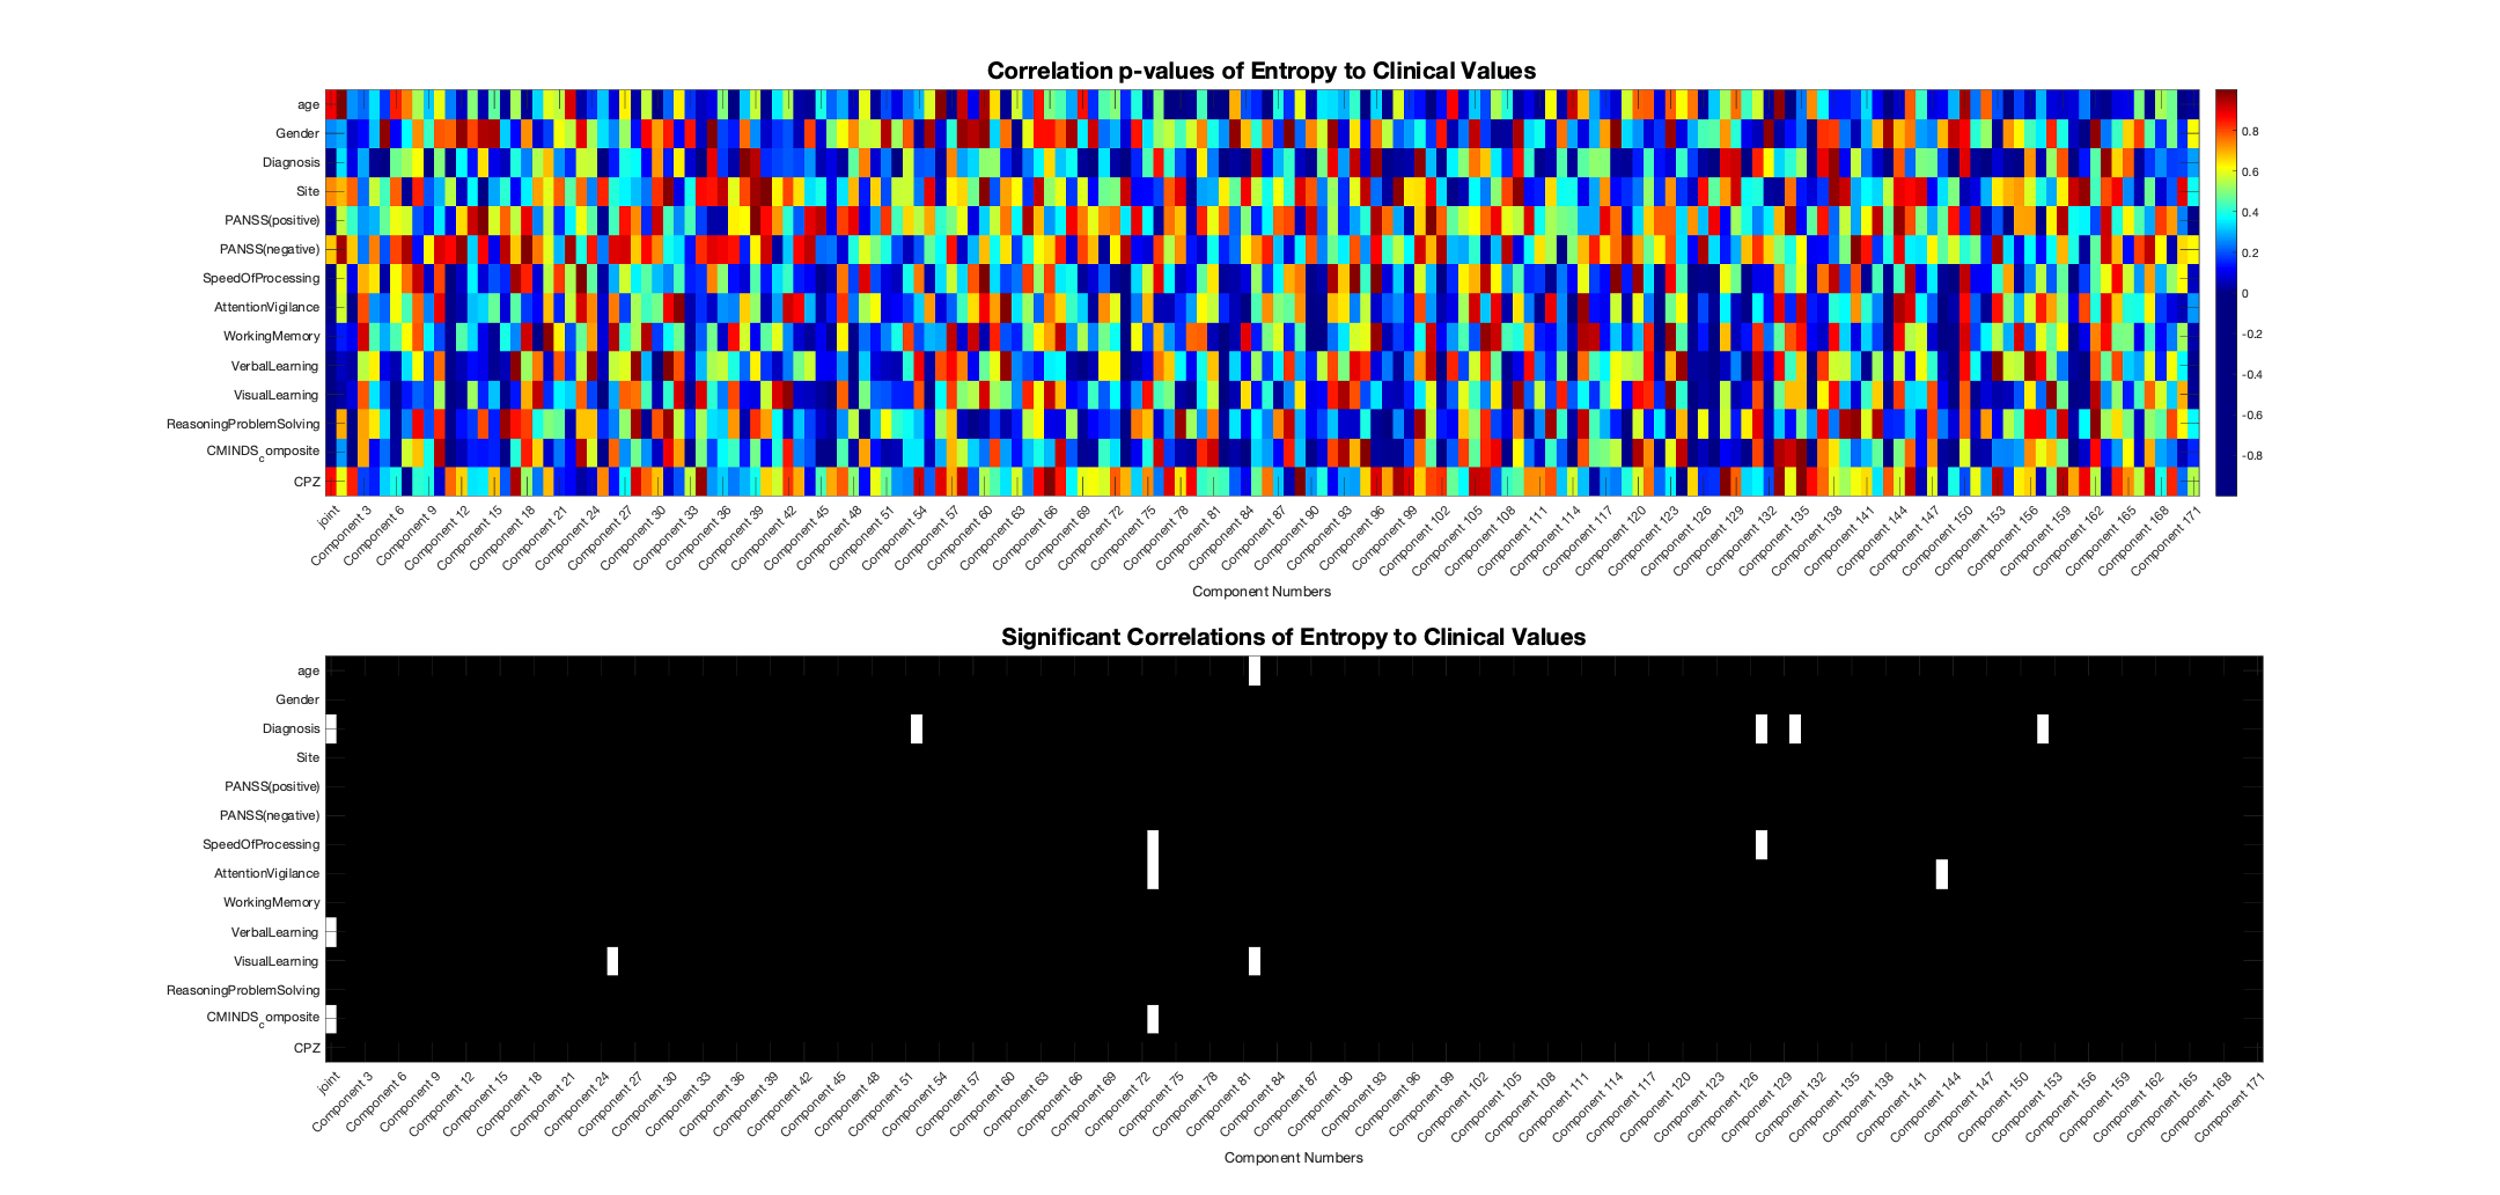 Correlation p-values of Entropy to Clinical Values
age
Gender
Diagnosis
Site
PANSS(positive)
PANSS(negative)
SpeedOfProcessing
AttentionVigilance
WorkingMemory
VerbalLearning
VisualLearning
ReasoningProblemSolving
CMINDScomposite
CPZ
0.8
0.6
0.4
0.2
0
-0.2
-0.4
-0.6
-0.8
joint
Component 3
Component 6
Component 9
Component 12
Component 15
Component 18
Component 21
Component 24
Component 27
Component 30
Component 33
Component 36
Component 39
Component 42
Component 45
Component 48
Component 51
Component 54
Component 57
Component 60
Component 63
Component 66
Component 69
Component 72
Component 75
Component 78
Component 81
Component 84
Component 87
Component 90
Component 93
Component 96
Component 99
Component 102
Component 105
Component 108
Component 111
Component 114
Component 117
Component 120
Component 123
Component 126
Component 129
Component 132
Component 135
Component 138
Component 141
Component 144
Component 147
Component 150
Component 153
Component 156
Component 159
Component 162
Component 165
Component 168
Component 171
Component Numbers
Significant Correlations of Entropy to Clinical Values
age
Gender
Diagnosis
Site
PANSS(positive)
PANSS(negative)
SpeedOfProcessing
AttentionVigilance
WorkingMemory
VerbalLearning
VisualLearning
ReasoningProblemSolving
CMINDScomposite
CPZ
joint
Component 3
Component 6
Component 9
Component 12
Component 15
Component 18
Component 21
Component 24
Component 27
Component 30
Component 33
Component 36
Component 39
Component 42
Component 45
Component 48
Component 51
Component 54
Component 57
Component 60
Component 63
Component 66
Component 69
Component 72
Component 75
Component 78
Component 81
Component 84
Component 87
Component 90
Component 93
Component 96
Component 99
Component 102
Component 105
Component 108
Component 111
Component 114
Component 117
Component 120
Component 123
Component 126
Component 129
Component 132
Component 135
Component 138
Component 141
Component 144
Component 147
Component 150
Component 153
Component 156
Component 159
Component 162
Component 165
Component 168
Component 171
Component Numbers